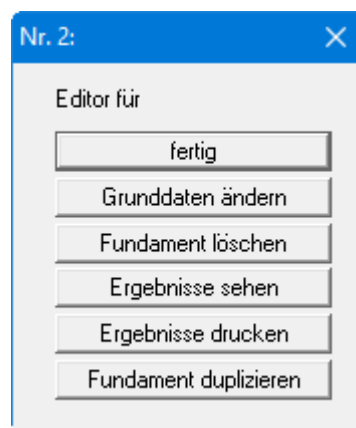 Nr. 2:
Editor für
fertig
Grunddaten ändern
Fundament löschen
Ergebnisse sehen
Ergebnisse drucken
Fundament duplizieren